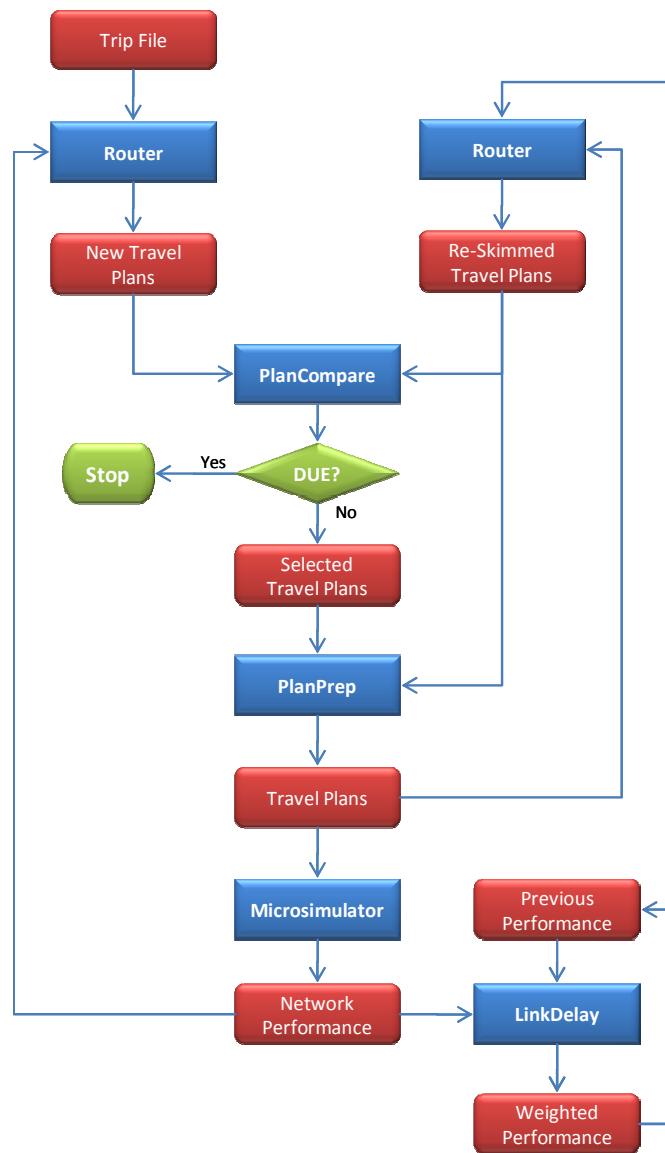 Trip File
Router
Router
New Travel
Plans
Re-Skimmed
Travel Plans
PlanCompare
DUE?
Yes
Stop
No
Selected
Travel Plans
PlanPrep
Travel Plans
Microsimulator
Previous
Performance
Network
Performance
LinkDelay
Weighted
Performance